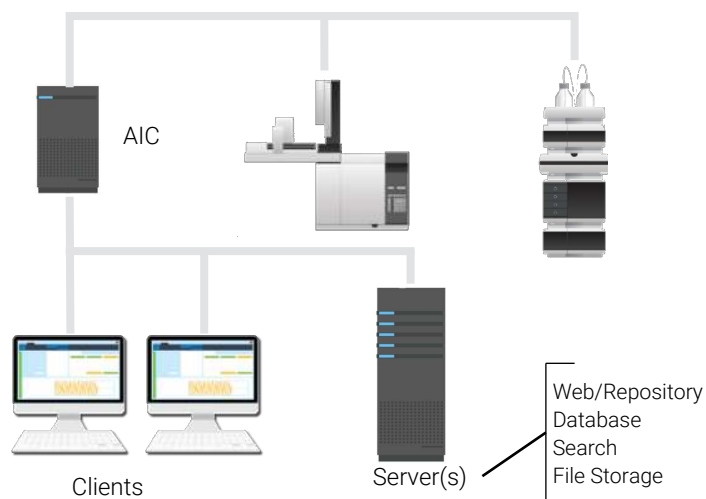 AIC
Web/Repository
Database
Search
File Storage
Server(s)
Clients